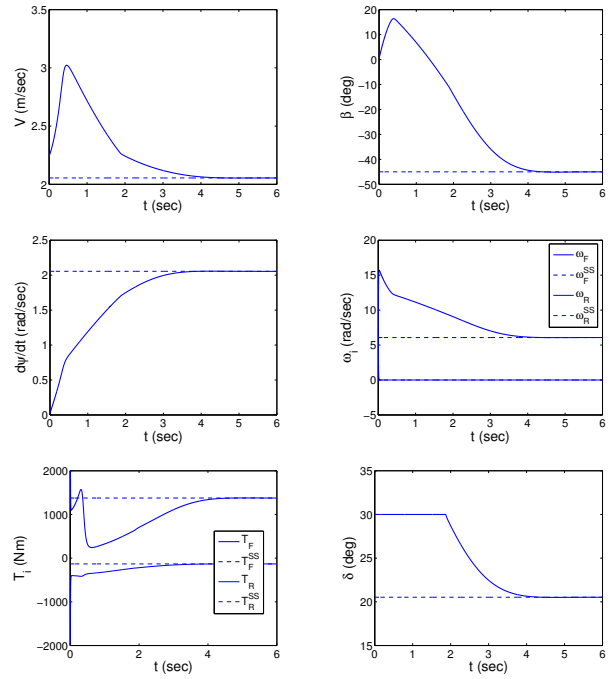 3.5
3
2.5
2
V (m/sec)
0 1 2 3 4 5 6
t (sec)
20
10
0
−10
−20
−30
−40
−50
β (deg)
0 1 2 3 4 5 6
t (sec)
2.5
2
1.5
1
0.5
0
dψ/dt (rad/sec)
0 1 2 3 4 5 6
t (sec)
20
15
10
5
0
−5
ω_i (rad/sec)
ω_F
ω_F^SS
ω_R
ω_R^SS
0 1 2 3 4 5 6
t (sec)
2000
1000
0
−1000
−2000
T_i (Nm)
T_F
T_F^SS
T_R
T_R^SS
0 1 2 3 4 5 6
t (sec)
35
30
25
20
15
δ (deg)
0 1 2 3 4 5 6
t (sec)